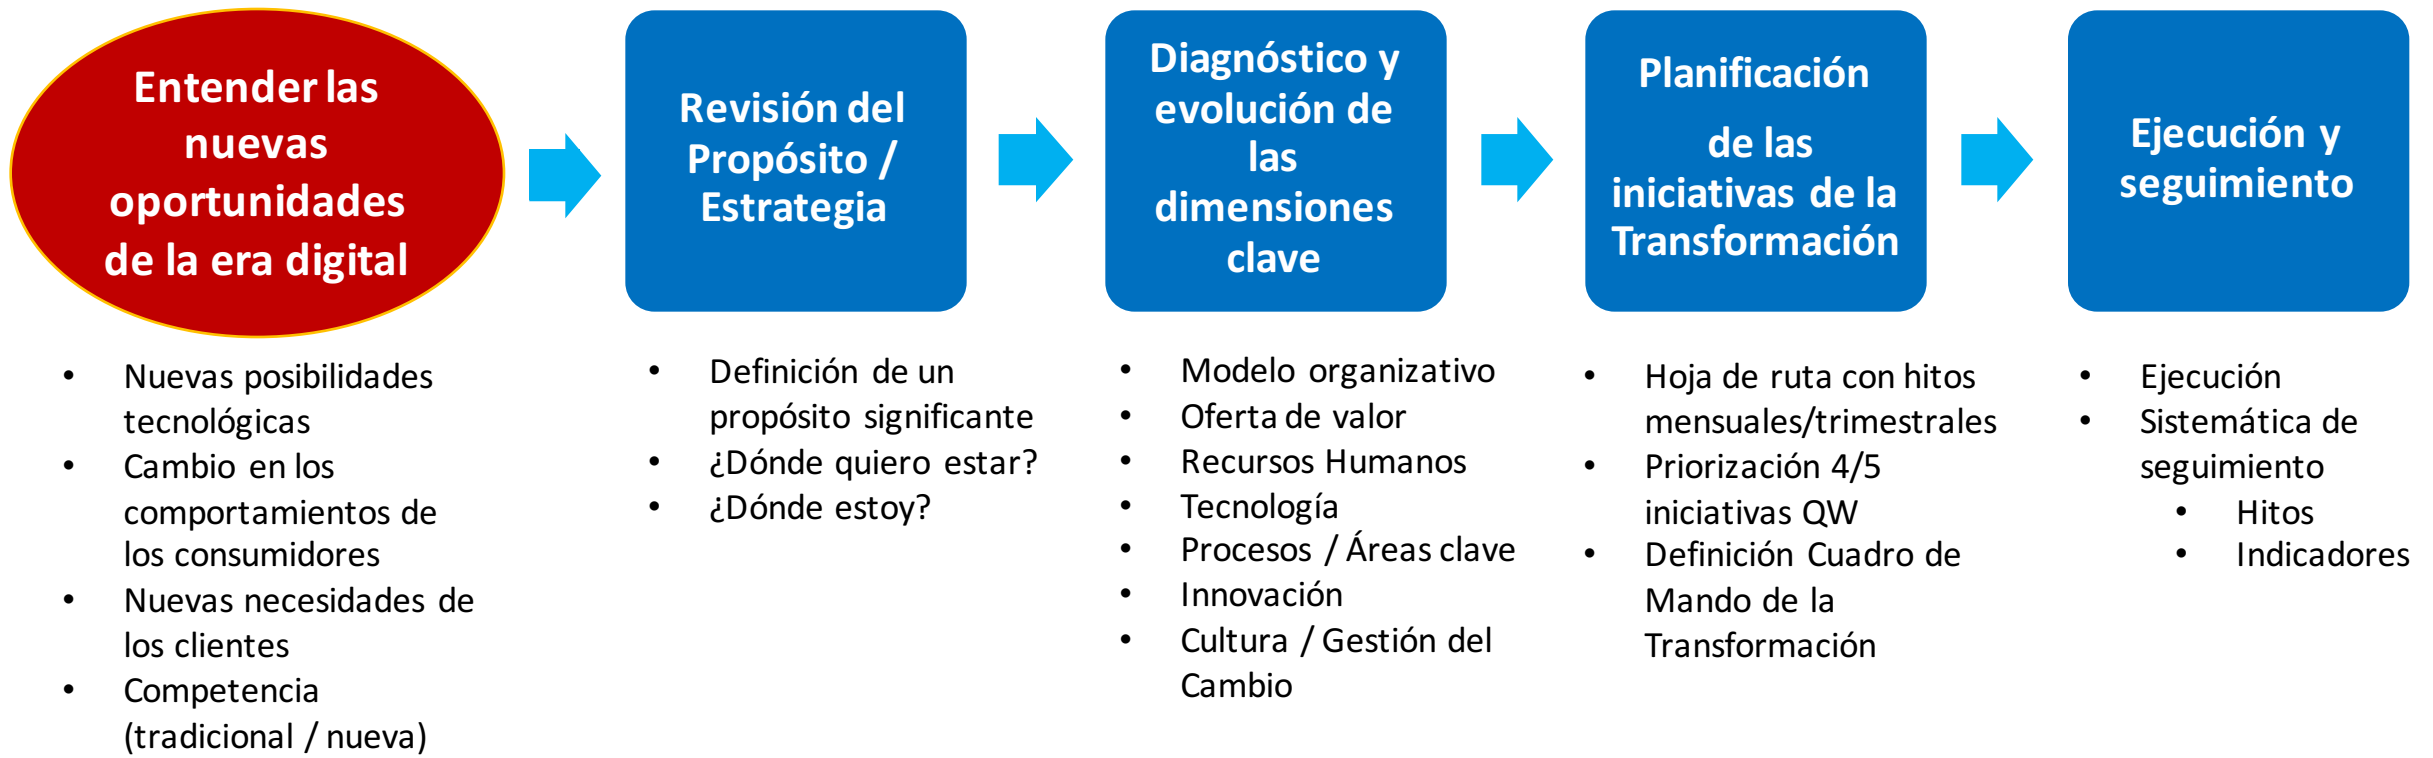 Entender las
nuevas
oportunidades
de la era digital
Revisión del
Propósito /
Estrategia
Diagnóstico y
evolución de
las
dimensiones
clave
Planificación
de las
iniciativas de la
Transformación
Ejecución y
seguimiento
• Nuevas posibilidades
tecnológicas
• Cambio en los
comportamientos de
los consumidores
• Nuevas necesidades de
los clientes
• Competencia
(tradicional / nueva)
• Definición de un
propósito significante
• ¿Dónde quiero estar?
• ¿Dónde estoy?
• Modelo organizativo
• Oferta de valor
• Recursos Humanos
• Tecnología
• Procesos / Áreas clave
• Innovación
• Cultura / Gestión del
Cambio
• Hoja de ruta con hitos
mensuales/trimestrales
• Priorización 4/5
iniciativas QW
• Definición Cuadro de
Mando de la
Transformación
• Ejecución
• Sistemática de
seguimiento
• Hitos
• Indicadores